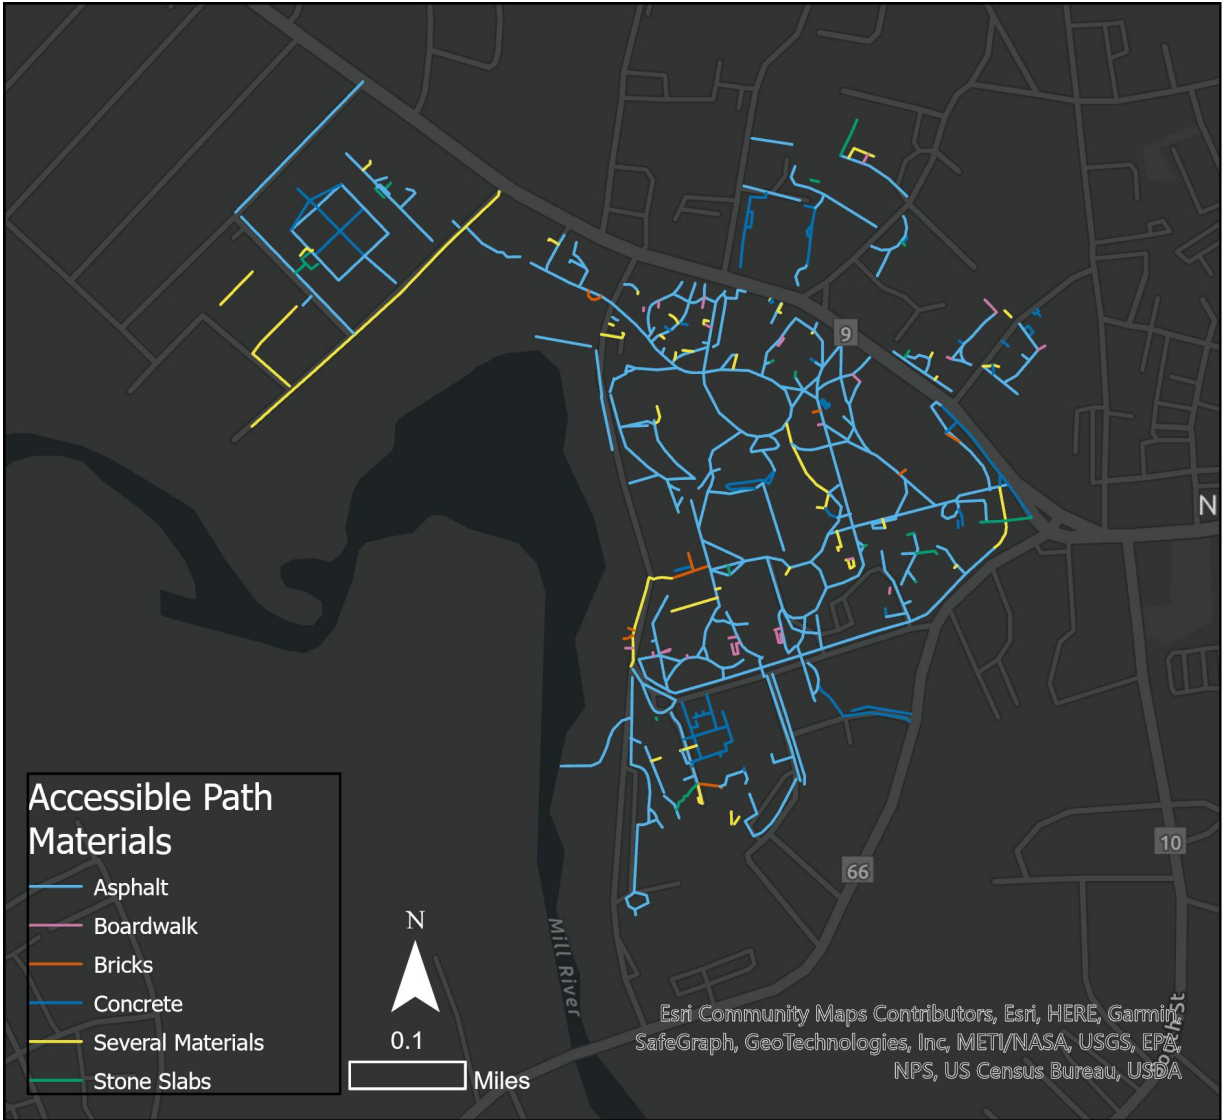 9
N
Accessible Path
Materials
Asphalt
Boardwalk
Bricks
Concrete
Several Materials
Stone Slabs
N
0.1
Miles
Mill River
66
10
Esri Community Maps Contributors, Esri, HERE, Garmin,
SafeGraph, GeoTechnologies, Inc, METI/NASA, USGS, EPA,
NPS, US Census Bureau, USDA